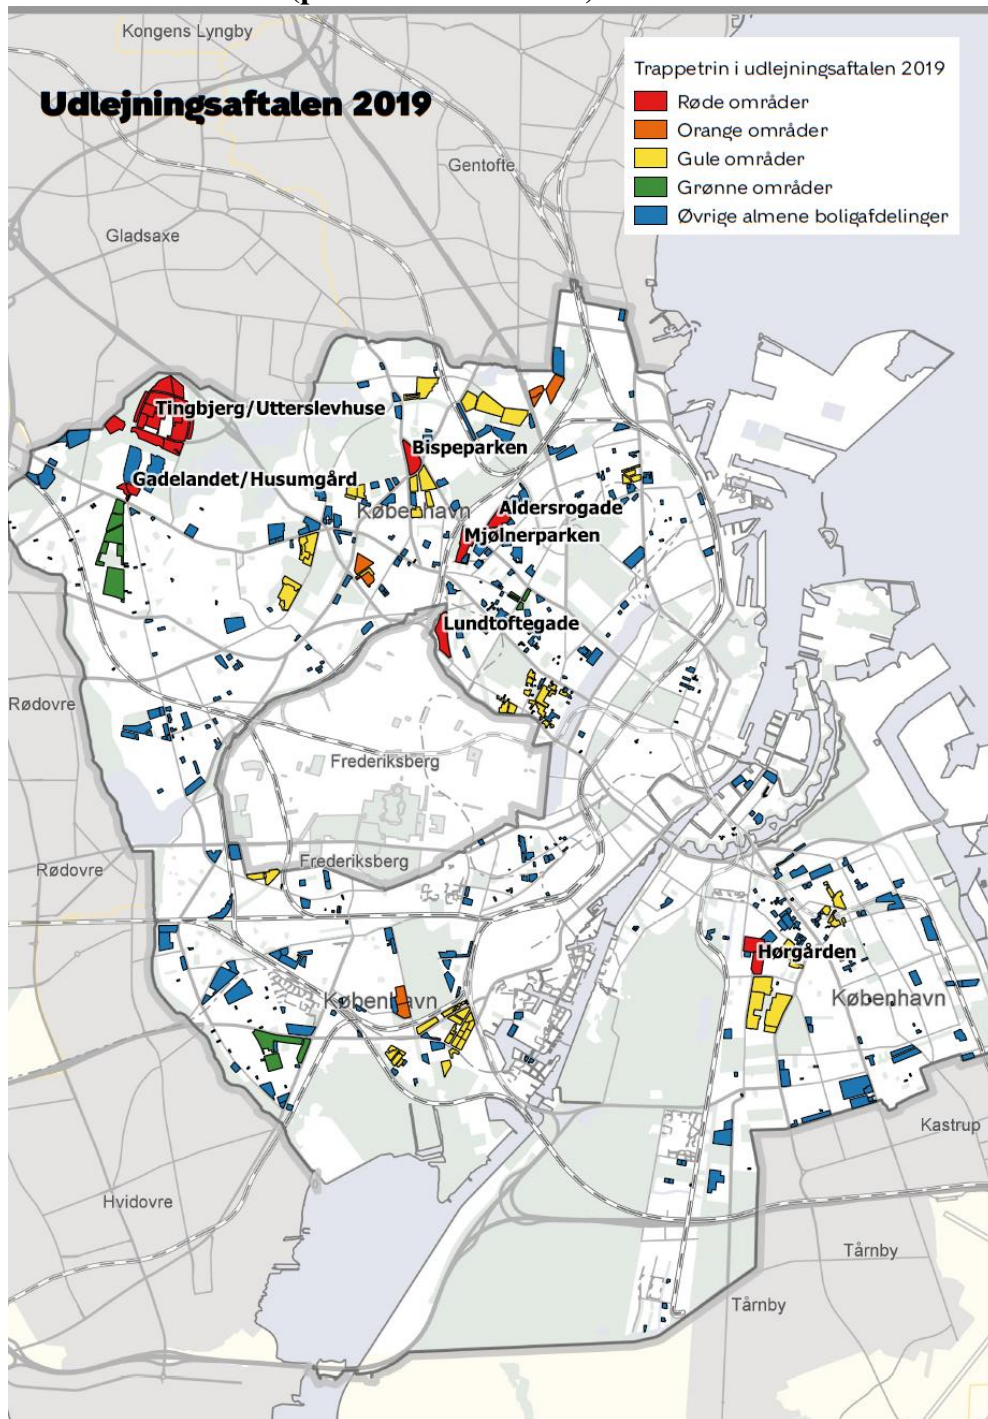 Kongens Lyngby
Udlejningsaftalen 2019
Trappetrin i udlejningsaftalen 2019
Røde områder
Orange områder
Gule områder
Grønne områder
Øvrige almene boligafdelinger
Gentofte
Gladsaxe
Tingbjerg/Utterslevhuse
Bispeparken
Gadelandet/Husumgård
København
Aldersrogade
Mjølnerparken
Lundtoftegade
Rødovre
Frederiksberg
Frederiksberg
Rødovre
Hørgården
København
København
Kastrup
Hvidovre
Tårnby
Tårnby